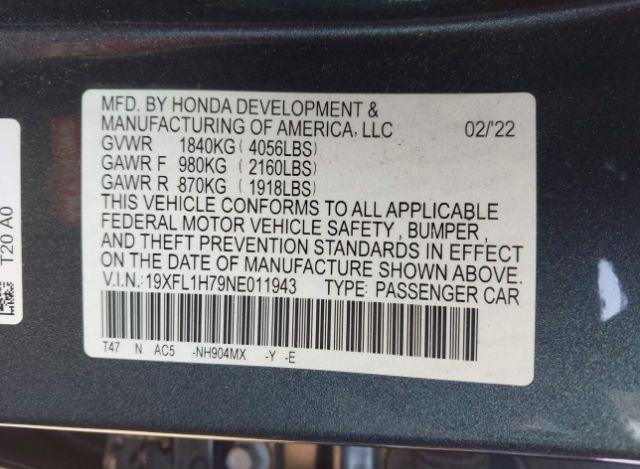 MFD. BY HONDA DEVELOPMENT &
MANUFACTURING OF AMERICA, LLC 02/'22
GVWR 1840KG (4056LBS)
GAWR F 980KG (2160LBS)
GAWR R 870KG (1918LBS)
THIS VEHICLE CONFORMS TO ALL APPLICABLE
FEDERAL MOTOR VEHICLE SAFETY, BUMPER,
AND THEFT PREVENTION STANDARDS IN EFFECT
ON THE DATE OF MANUFACTURE SHOWN ABOVE.
V.I.N.:19XFL1H79NE011943 TYPE: PASSENGER CAR
T47 N AC5 -NH904MX -Y -E
T20 A0